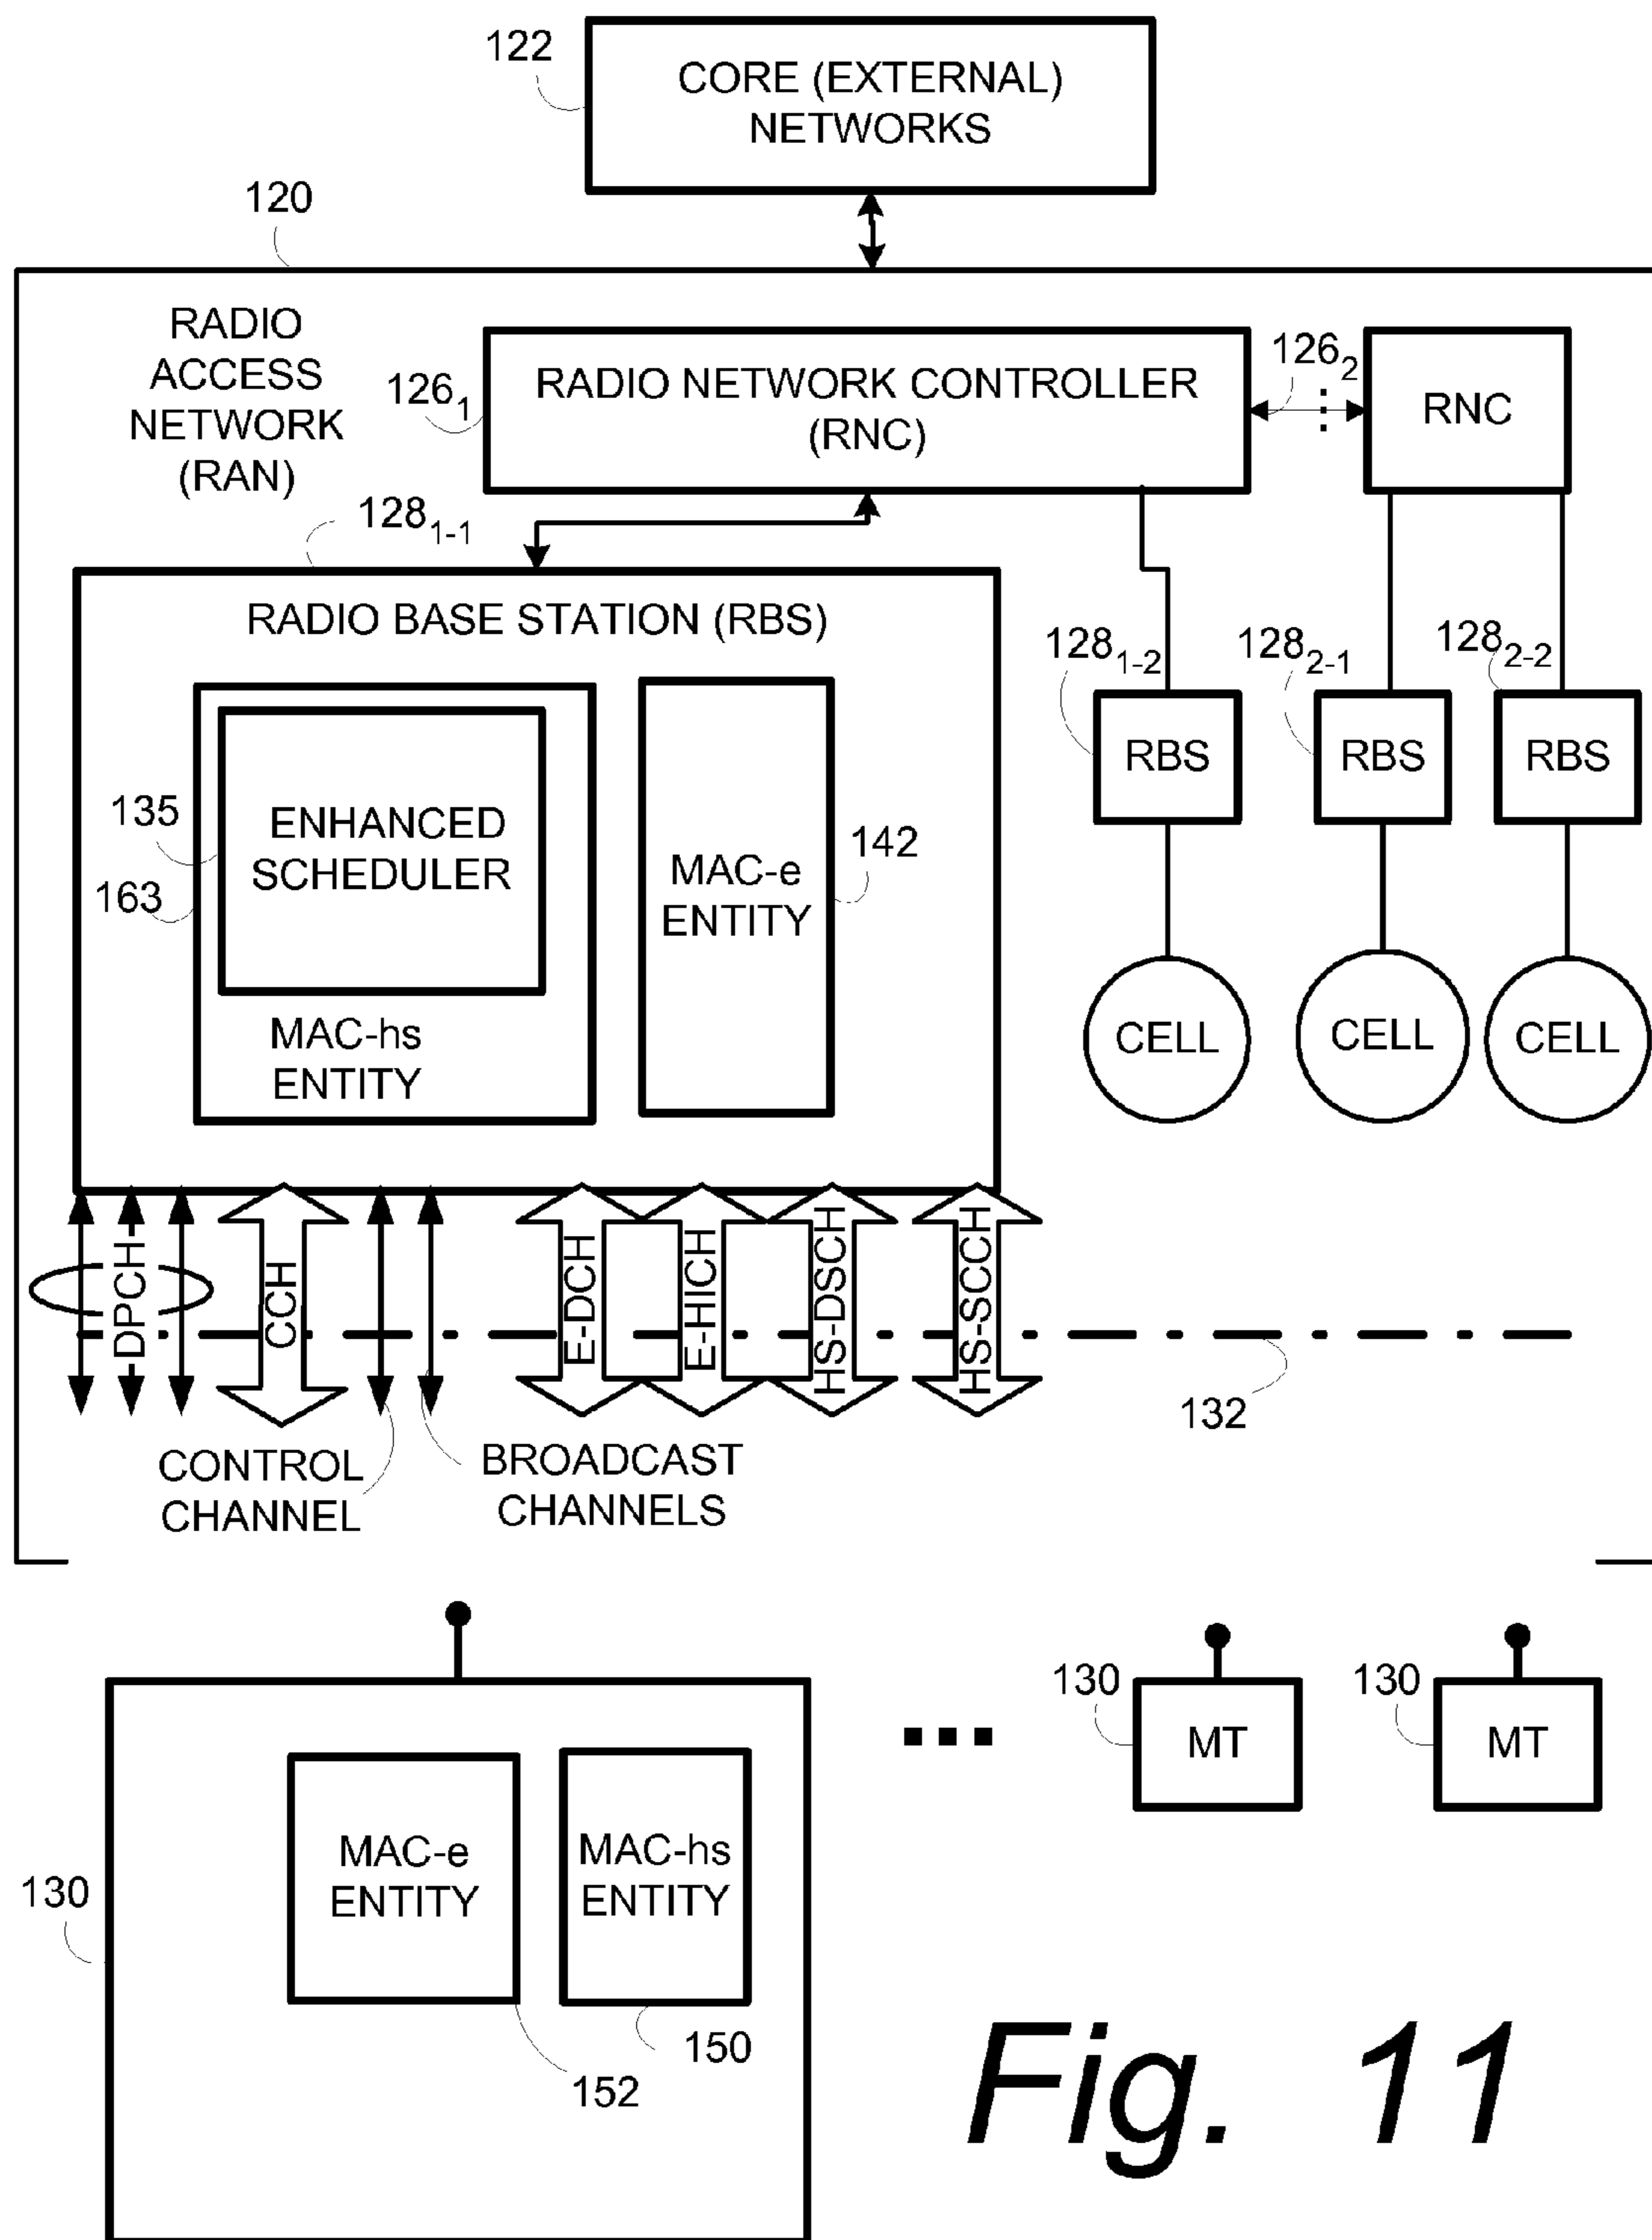 122
CORE (EXTERNAL)
NETWORKS
120
RADIO
ACCESS
NETWORK
(RAN)
126₁
RADIO NETWORK CONTROLLER
(RNC)
126₂
RNC
128₁₋₁
RADIO BASE STATION (RBS)
135
163
ENHANCED
SCHEDULER
MAC-hs
ENTITY
MAC-e
ENTITY
142
128₁₋₂
RBS
128₂₋₁
RBS
128₂₋₂
RBS
CELL
CELL
CELL
DPCH
CCH
E-DCH
E-HICH
HS-DSCH
HS-SCCH
132
CONTROL
CHANNEL
BROADCAST
CHANNELS
130
MAC-e
ENTITY
MAC-hs
ENTITY
150
152
130
MT
130
MT
Fig. 11